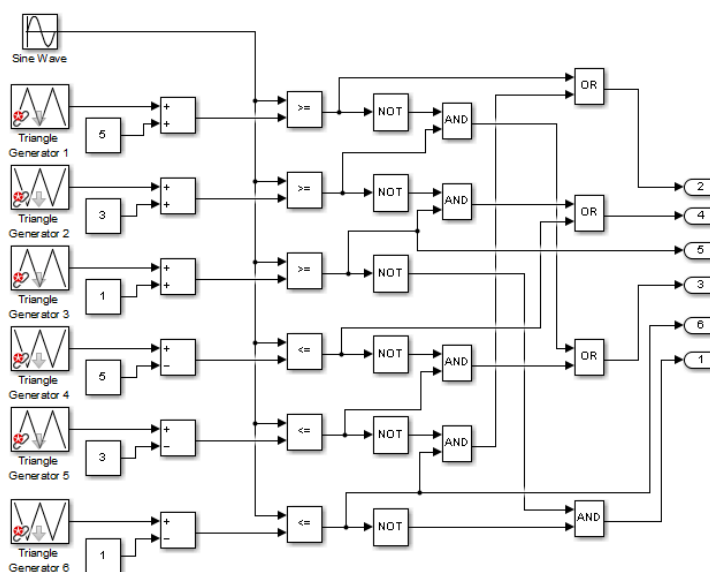 Sine Wave
Triangle
Generator 1
5
+
+
>=
NOT
AND
OR
Triangle
Generator 2
3
+
+
>=
NOT
AND
OR
2
4
5
Triangle
Generator 3
1
+
+
>=
NOT
3
Triangle
Generator 4
5
+
−
<=
NOT
AND
OR
6
1
Triangle
Generator 5
3
+
−
<=
NOT
AND
Triangle
Generator 6
1
+
−
<=
NOT
AND